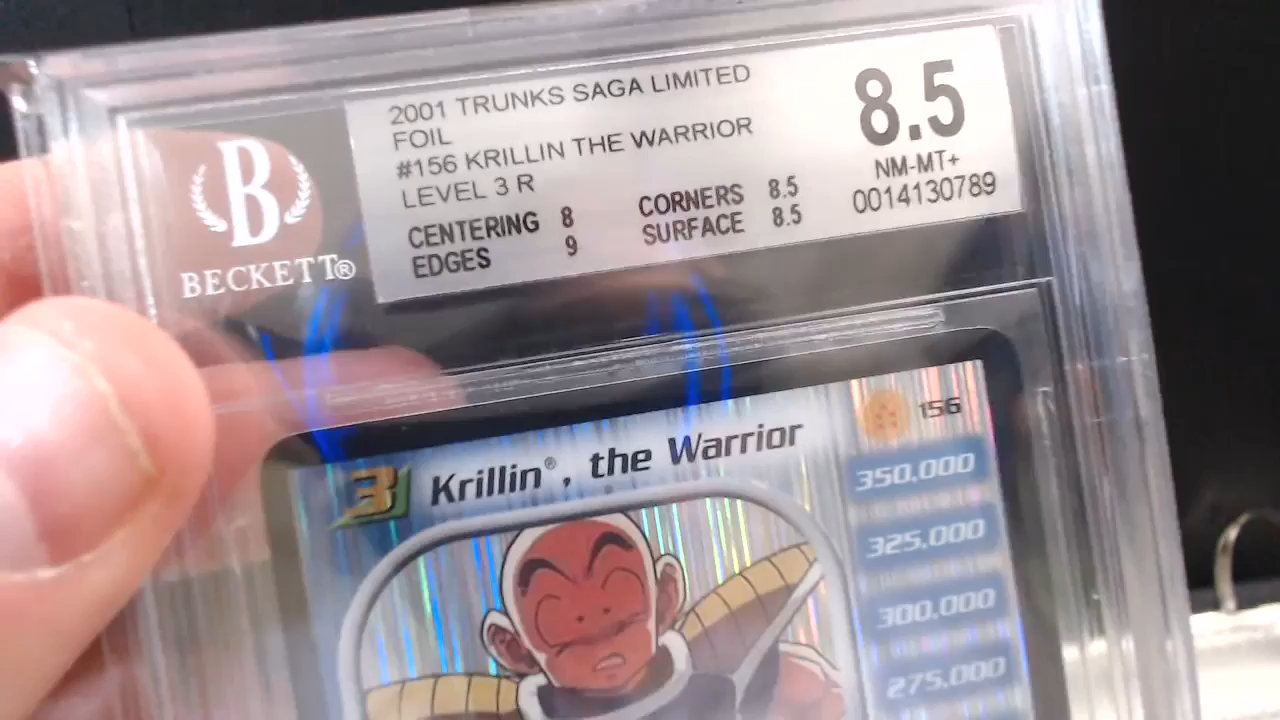 2001 TRUNKS SAGA LIMITED
FOIL
#156 KRILLIN THE WARRIOR
LEVEL 3 R
CENTERING 8 CORNERS 8.5
EDGES 9 SURFACE 8.5
8.5
NM-MT+
0014130789
B
BECKETT®
3 Krillin®, the Warrior
156
350,000
325,000
300,000
275,000